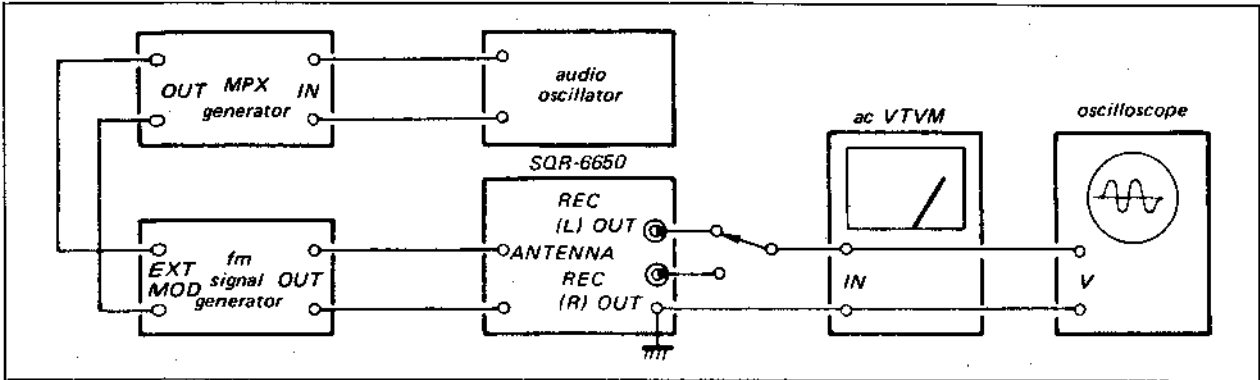 OUT MPX IN
generator
audio
oscillator
SQR-6650
REC
(L) OUT
ANTENNA
REC
(R) OUT
EXT
MOD
fm
signal
generator
OUT
ac VTVM
IN
oscilloscope
V